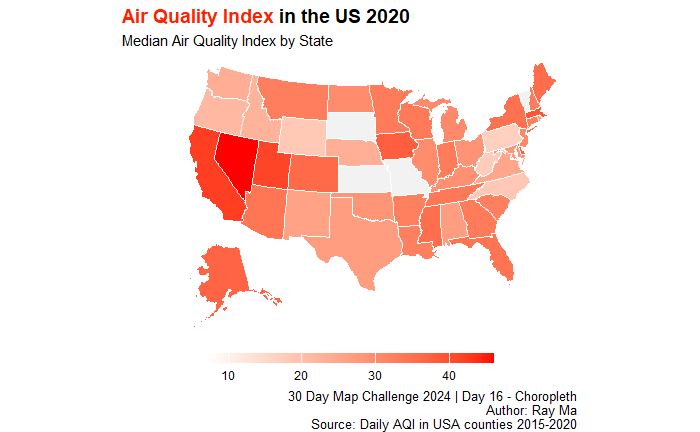 Air Quality Index in the US 2020
Median Air Quality Index by State
10 20 30 40
30 Day Map Challenge 2024 | Day 16 - Choropleth
Author: Ray Ma
Source: Daily AQI in USA counties 2015-2020